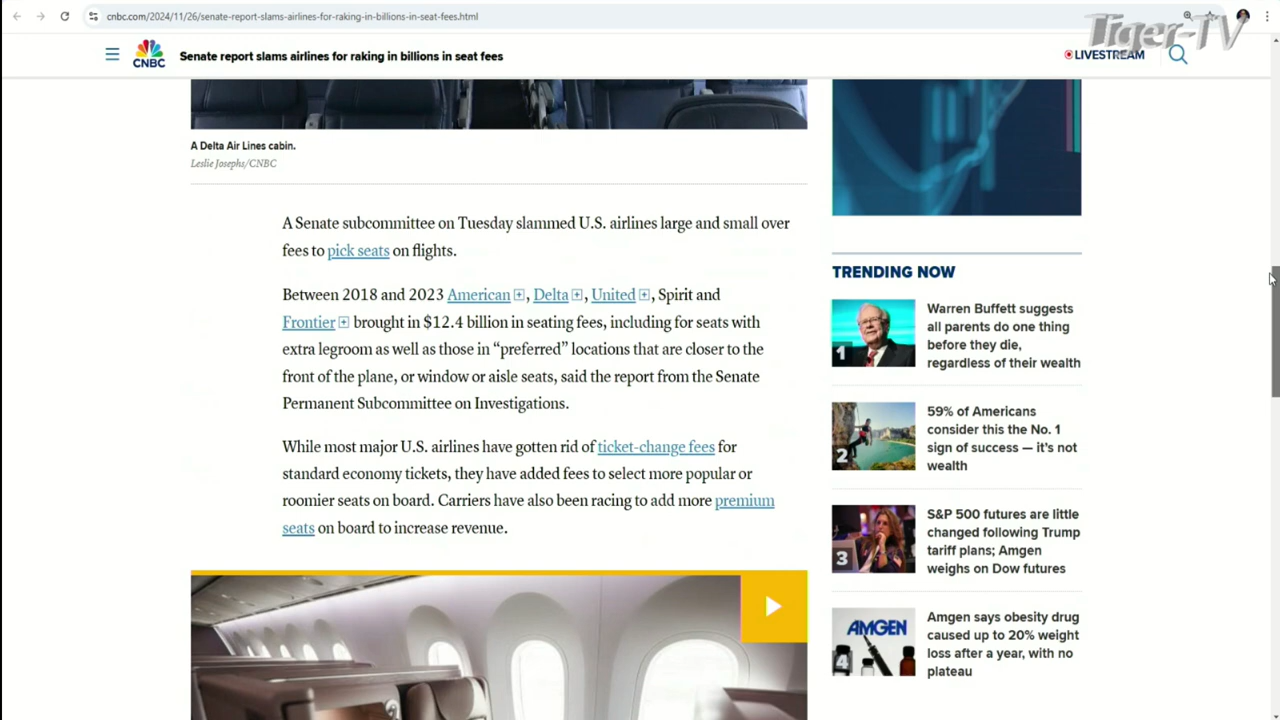 cnbc.com/2024/11/26/senate-report-slams-airlines-for-raking-in-billions-in-seat-fees.html
Tiger-TV
CNBC
Senate report slams airlines for raking in billions in seat fees
LIVESTREAM
A Delta Air Lines cabin.
Leslie Josephs/CNBC
A Senate subcommittee on Tuesday slammed U.S. airlines large and small over
fees to pick seats on flights.
Between 2018 and 2023 American, Delta, United, Spirit and
Frontier brought in $12.4 billion in seating fees, including for seats with
extra legroom as well as those in “preferred” locations that are closer to the
front of the plane, or window or aisle seats, said the report from the Senate
Permanent Subcommittee on Investigations.
While most major U.S. airlines have gotten rid of ticket-change fees for
standard economy tickets, they have added fees to select more popular or
roomier seats on board. Carriers have also been racing to add more premium
seats on board to increase revenue.
TRENDING NOW
1
Warren Buffett suggests
all parents do one thing
before they die,
regardless of their wealth
2
59% of Americans
consider this the No. 1
sign of success — it's not
wealth
3
S&P 500 futures are little
changed following Trump
tariff plans; Amgen
weighs on Dow futures
AMGEN
4
Amgen says obesity drug
caused up to 20% weight
loss after a year, with no
plateau